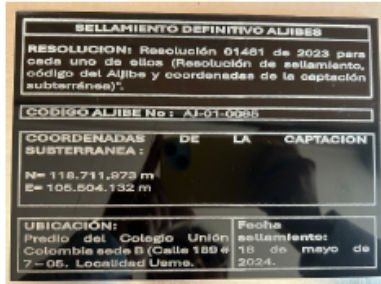 SELLAMIENTO DEFINITIVO ALJIBES
RESOLUCION: Resolución 01461 de 2023 para
cada uno de ellos (Resolución de sellamiento,
código del Aljibe y coordenadas de la captación
subterránea)".
CODIGO ALJIBE No : AJ-01-0085
COORDENADAS DE LA CAPTACION
SUBTERRANEA :
N= 118.711,973 m
E= 105.504.132 m
UBICACIÓN:
Predio del Colegio Unión
Colombia sede B (Calle 189 #
7-05. Localidad Usme.
Fecha
sellamiento:
18 de mayo de
2024.